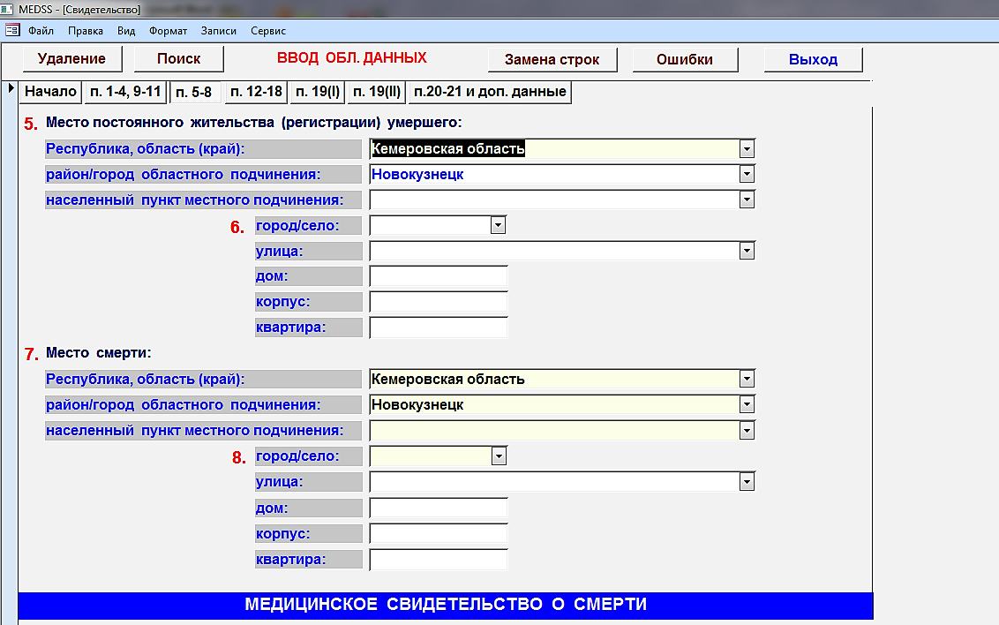 MEDSS - [Свидетельство]
Файл Правка Вид Формат Записи Сервис
Удаление Поиск ВВОД ОБЛ. ДАННЫХ Замена строк Ошибки Выход
Начало п. 1-4, 9-11 п. 5-8 п. 12-18 п. 19(I) п. 19(II) п.20-21 и доп. данные
5. Место постоянного жительства (регистрации) умершего:
Республика, область (край): Кемеровская область
район/город областного подчинения: Новокузнецк
населенный пункт местного подчинения:
6. город/село:
улица:
дом:
корпус:
квартира:
7. Место смерти:
Республика, область (край): Кемеровская область
район/город областного подчинения: Новокузнецк
населенный пункт местного подчинения:
8. город/село:
улица:
дом:
корпус:
квартира:
МЕДИЦИНСКОЕ СВИДЕТЕЛЬСТВО О СМЕРТИ